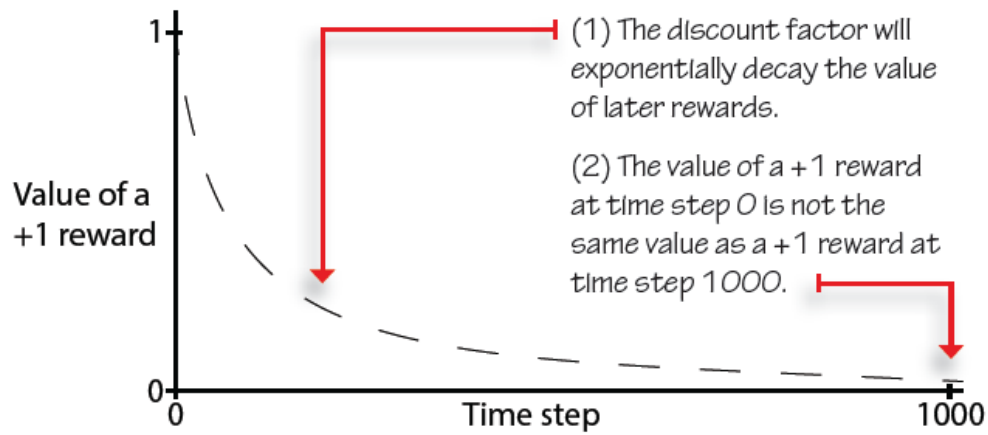 1
(1) The discount factor will
exponentially decay the value
of later rewards.
(2) The value of a +1 reward
at time step 0 is not the
same value as a +1 reward at
time step 1000.
Value of a
+1 reward
0
0
Time step
1000